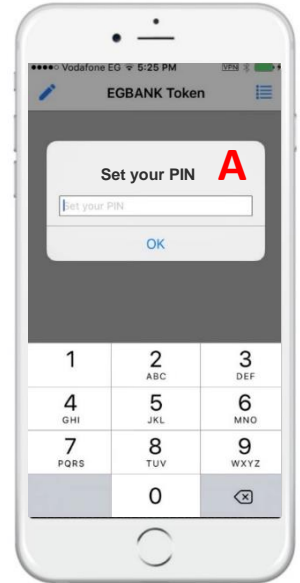 Vodafone EG 5:25 PM VPN
EGBANK Token
Set your PIN A
Set your PIN
OK
1 2 3
ABC DEF
4 5 6
GHI JKL MNO
7 8 9
PQRS TUV WXYZ
0